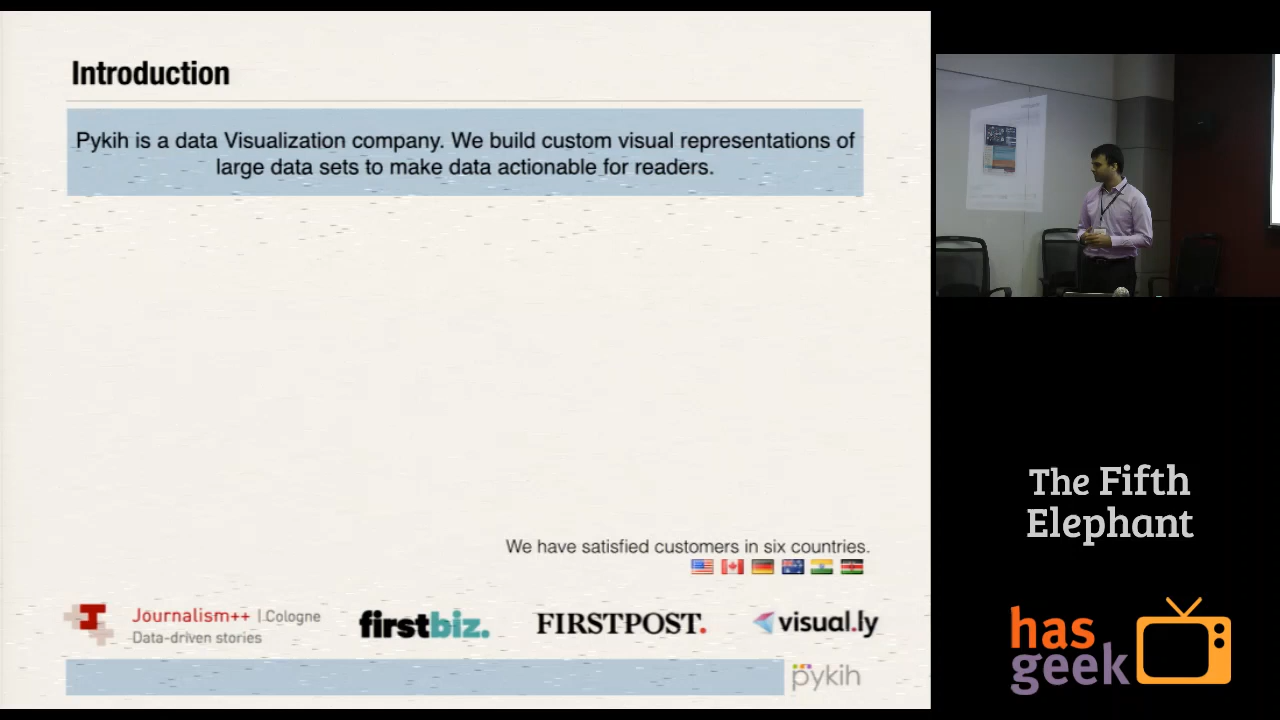 Introduction
Pykih is a data Visualization company. We build custom visual representations of
large data sets to make data actionable for readers.
We have satisfied customers in six countries.
Journalism++ | Cologne
Data-driven stories
firstbiz.
FIRSTPOST.
visual.ly
pykih
The Fifth
Elephant
has
geek